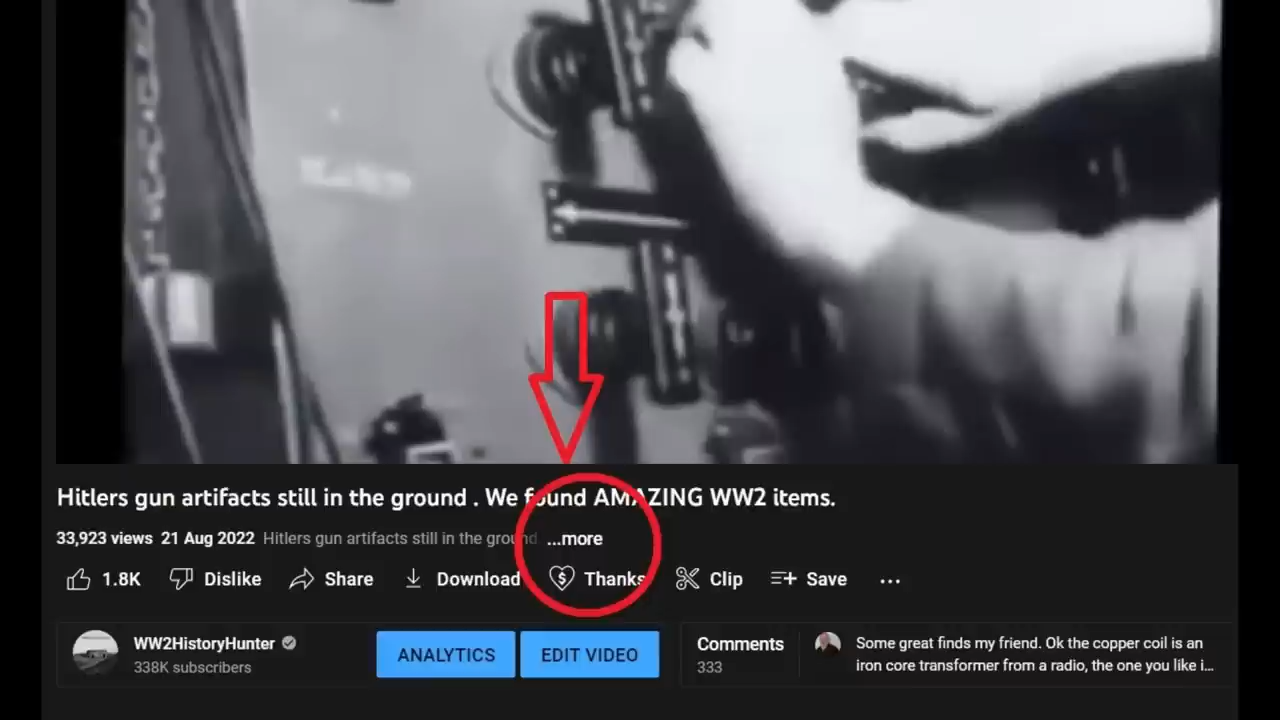 Hitlers gun artifacts still in the ground . We found AMAZING WW2 items.
33,923 views 21 Aug 2022 Hitlers gun artifacts still in the ground ...more
1.8K Dislike Share Download Thanks Clip Save ...
WW2HistoryHunter
338K subscribers
ANALYTICS EDIT VIDEO
Comments
333
Some great finds my friend. Ok the copper coil is an
iron core transformer from a radio, the one you like i...